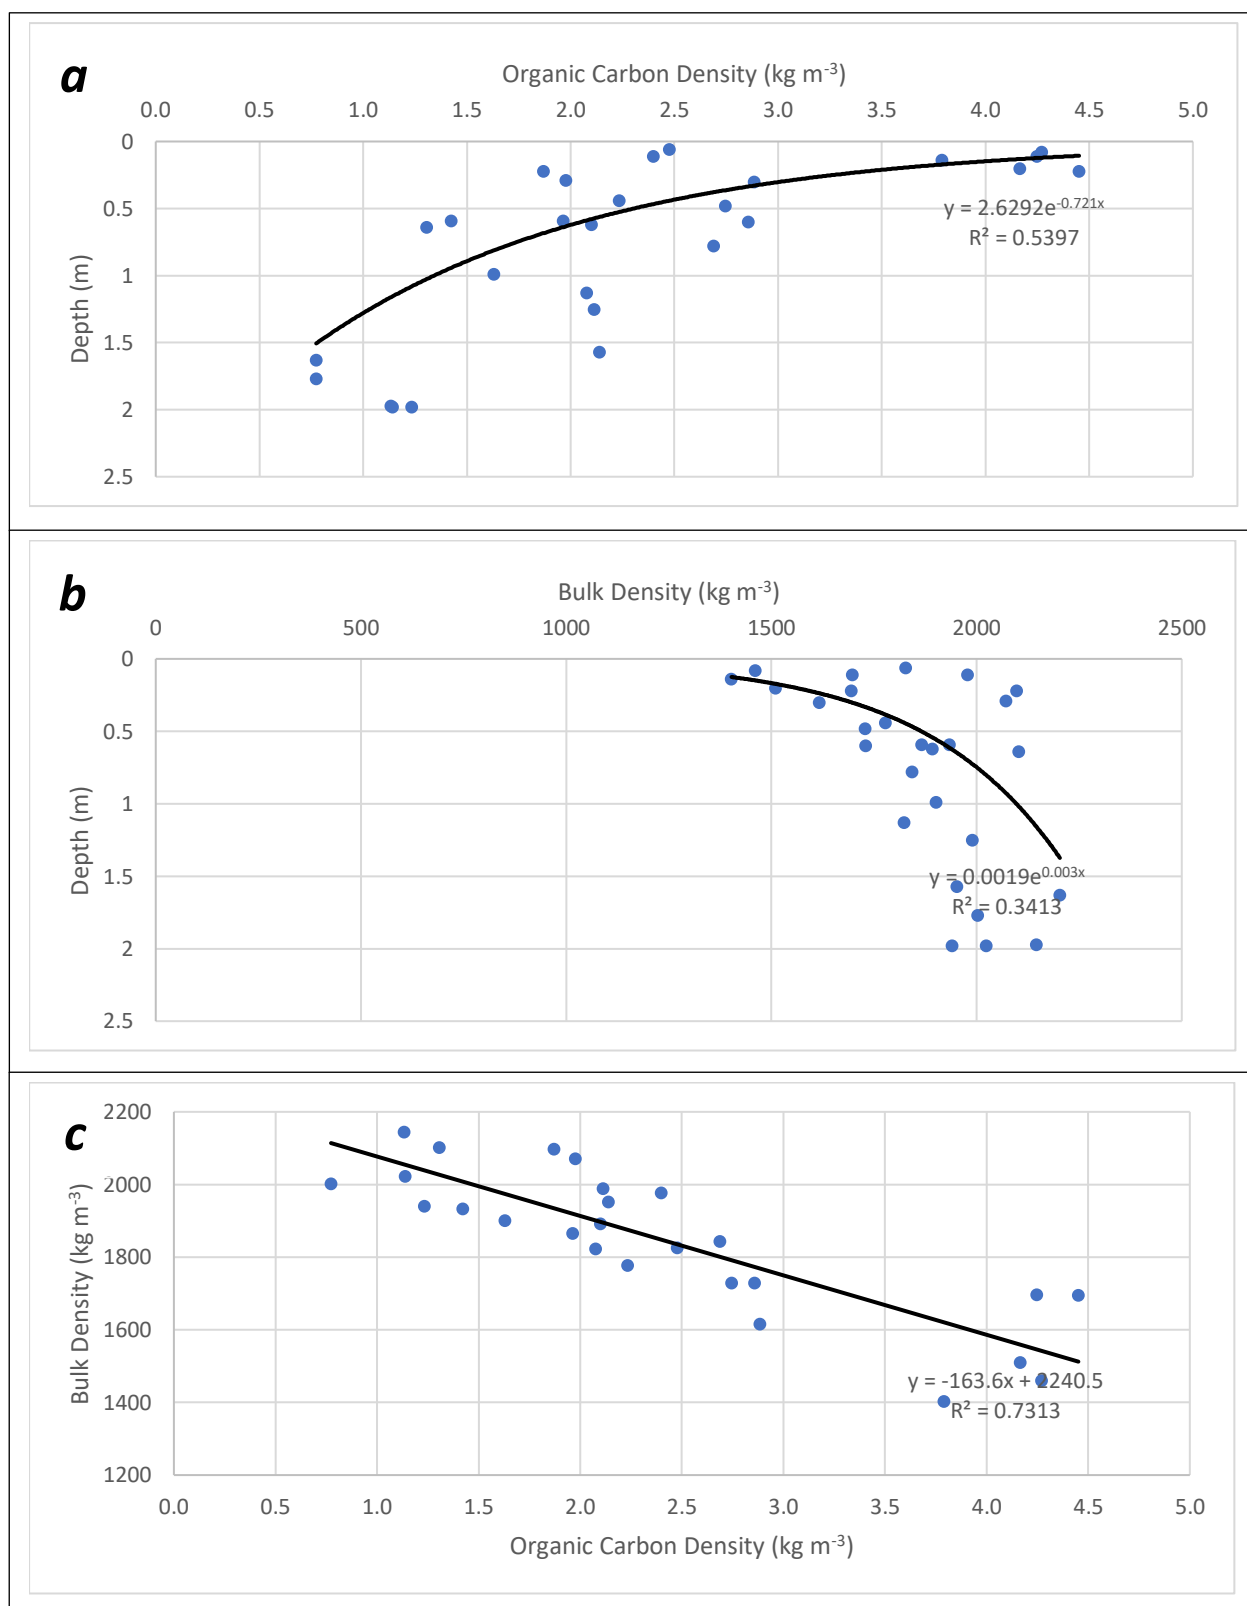 a
Organic Carbon Density (kg m-3)
0.0 0.5 1.0 1.5 2.0 2.5 3.0 3.5 4.0 4.5 5.0
0
0.5
1
1.5
2
2.5
Depth (m)
y = 2.6292e-0.721x
R² = 0.5397
b
Bulk Density (kg m-3)
0 500 1000 1500 2000 2500
0
0.5
1
1.5
2
2.5
Depth (m)
y = 0.0019e0.003x
R² = 0.3413
c
2200
2000
1800
1600
1400
1200
Bulk Density (kg m-3)
y = -163.6x + 2240.5
R² = 0.7313
0.0 0.5 1.0 1.5 2.0 2.5 3.0 3.5 4.0 4.5 5.0
Organic Carbon Density (kg m-3)